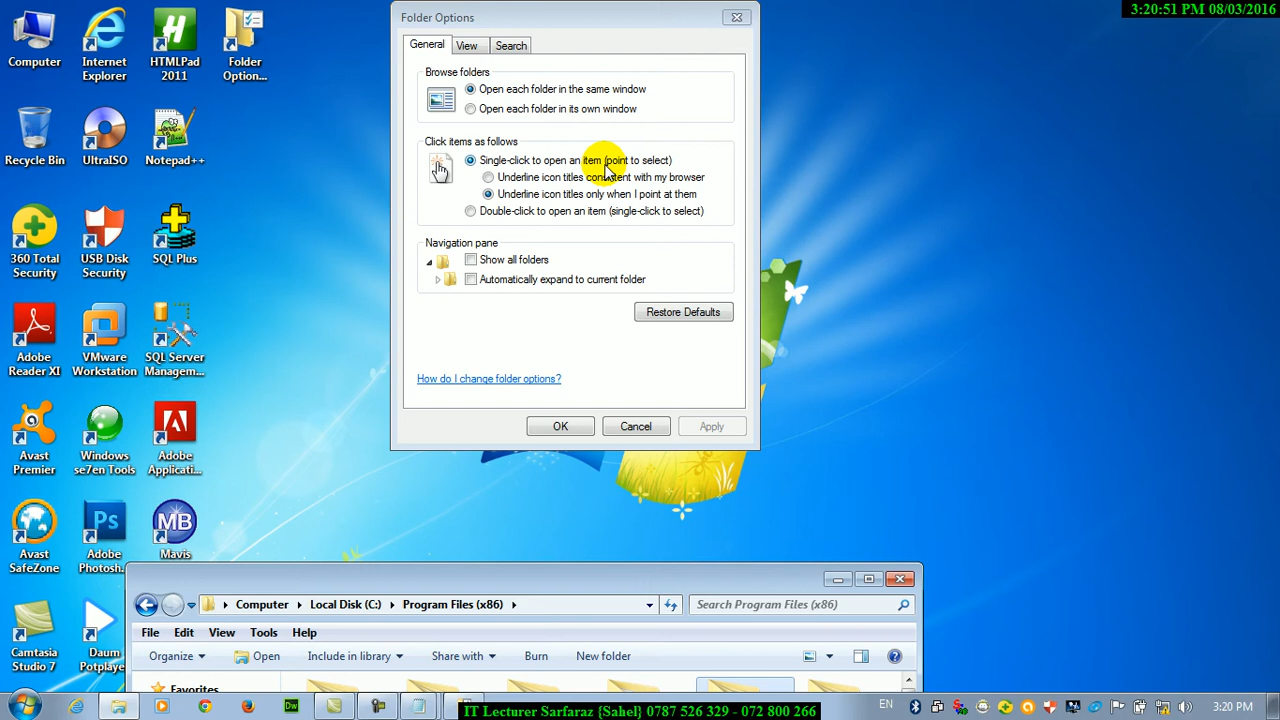 3:20:51 PM 08/03/2016
Computer
Internet
Explorer
HTMLPad
2011
Folder
Option...
Recycle Bin
UltraISO
Notepad++
360 Total
Security
USB Disk
Security
SQL Plus
Adobe
Reader XI
VMware
Workstation
SQL Server
Managem...
Avast
Premier
Windows
se7en Tools
Adobe
Applicati...
Avast
SafeZone
Adobe
Photosh...
Mavis
Camtasia
Studio 7
Daum
Potplayer
Folder Options
General View Search
Browse folders
Open each folder in the same window
Open each folder in its own window
Click items as follows
Single-click to open an item (point to select)
Underline icon titles consistent with my browser
Underline icon titles only when I point at them
Double-click to open an item (single-click to select)
Navigation pane
Show all folders
Automatically expand to current folder
Restore Defaults
How do I change folder options?
OK Cancel Apply
Computer Local Disk (C:) Program Files (x86)
Search Program Files (x86)
File Edit View Tools Help
Organize Open Include in library Share with Burn New folder
Favorites
IT Lecturer Sarfaraz {Sahel} 0787 526 329 - 072 800 266
EN
3:20 PM